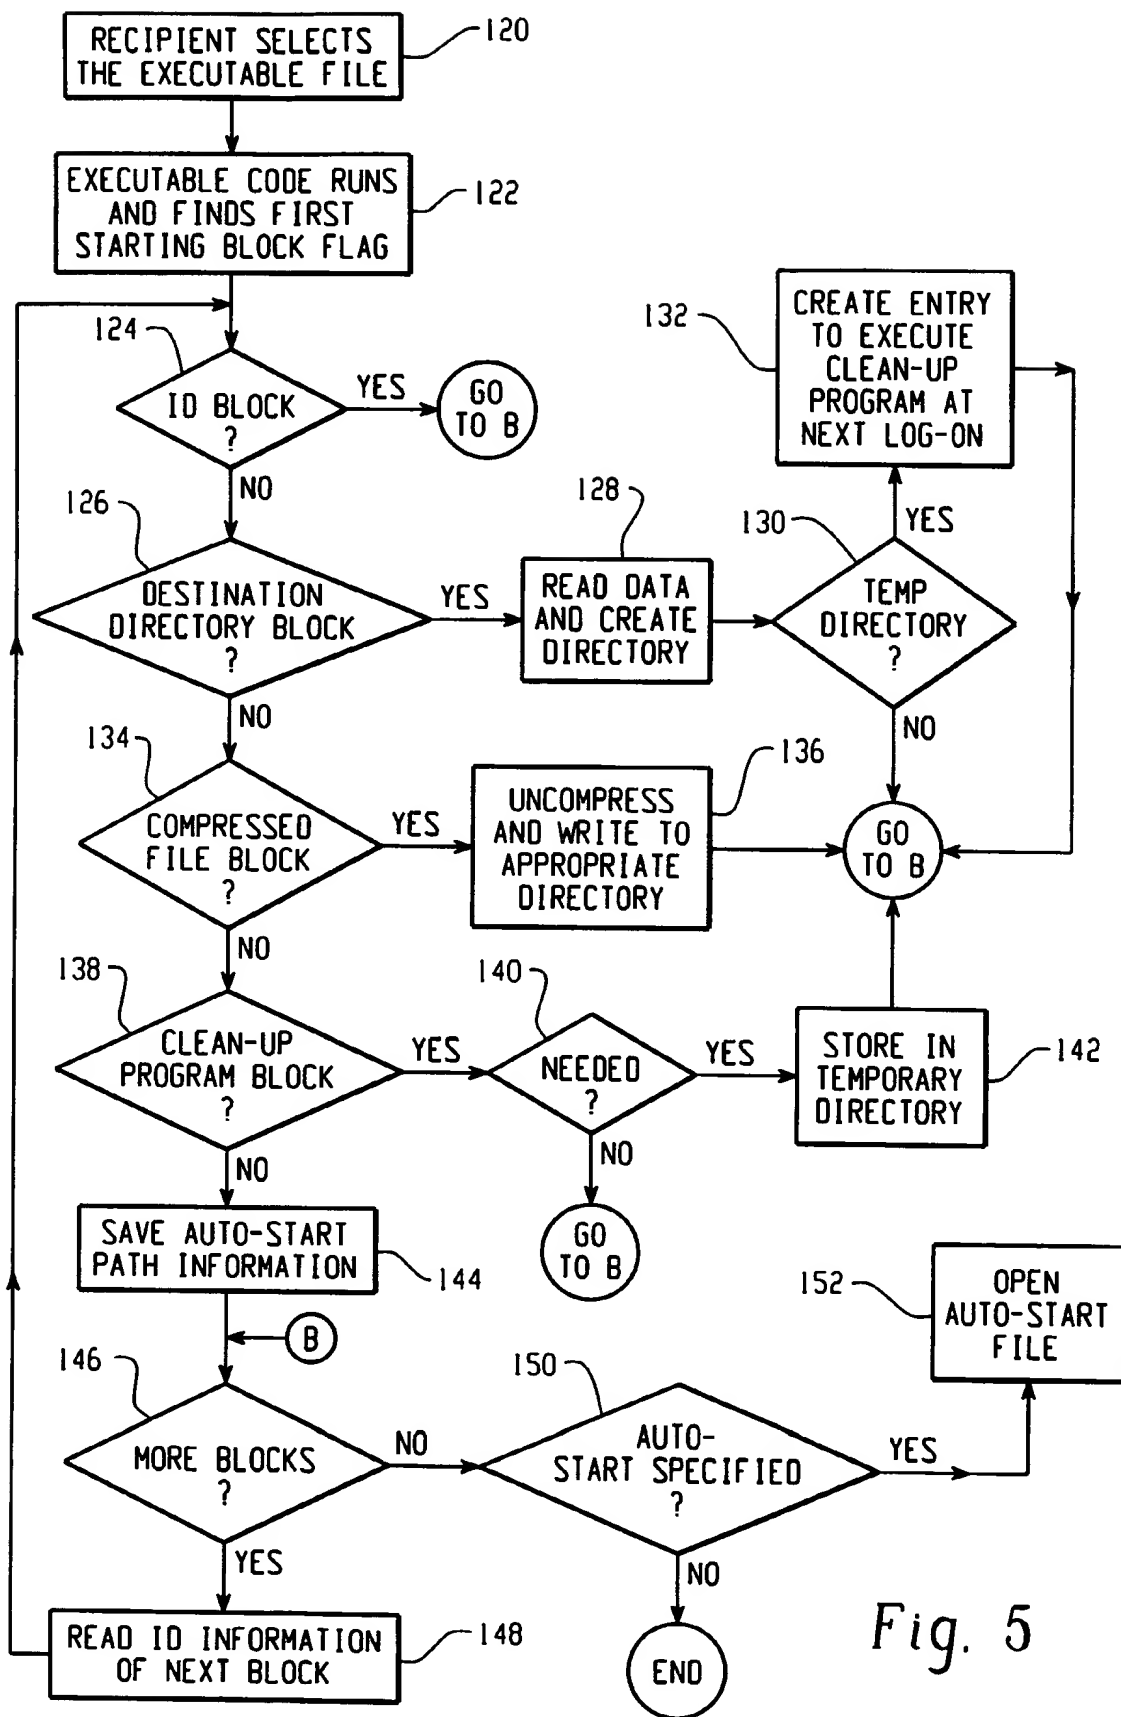 RECIPIENT SELECTS
THE EXECUTABLE FILE
120
EXECUTABLE CODE RUNS
AND FINDS FIRST
STARTING BLOCK FLAG
122
124
ID BLOCK
?
YES
GO
TO B
NO
132
CREATE ENTRY
TO EXECUTE
CLEAN-UP
PROGRAM AT
NEXT LOG-ON
126
DESTINATION
DIRECTORY BLOCK
?
YES
128
READ DATA
AND CREATE
DIRECTORY
130
YES
TEMP
DIRECTORY
?
NO
NO
134
COMPRESSED
FILE BLOCK
?
YES
136
UNCOMPRESS
AND WRITE TO
APPROPRIATE
DIRECTORY
GO
TO B
NO
138
CLEAN-UP
PROGRAM BLOCK
?
YES
140
NEEDED
?
YES
STORE IN
TEMPORARY
DIRECTORY
142
NO
NO
GO
TO B
SAVE AUTO-START
PATH INFORMATION
144
B
152
OPEN
AUTO-START
FILE
146
MORE BLOCKS
?
NO
150
AUTO-
START SPECIFIED
?
YES
YES
NO
READ ID INFORMATION
OF NEXT BLOCK
148
END
Fig. 5